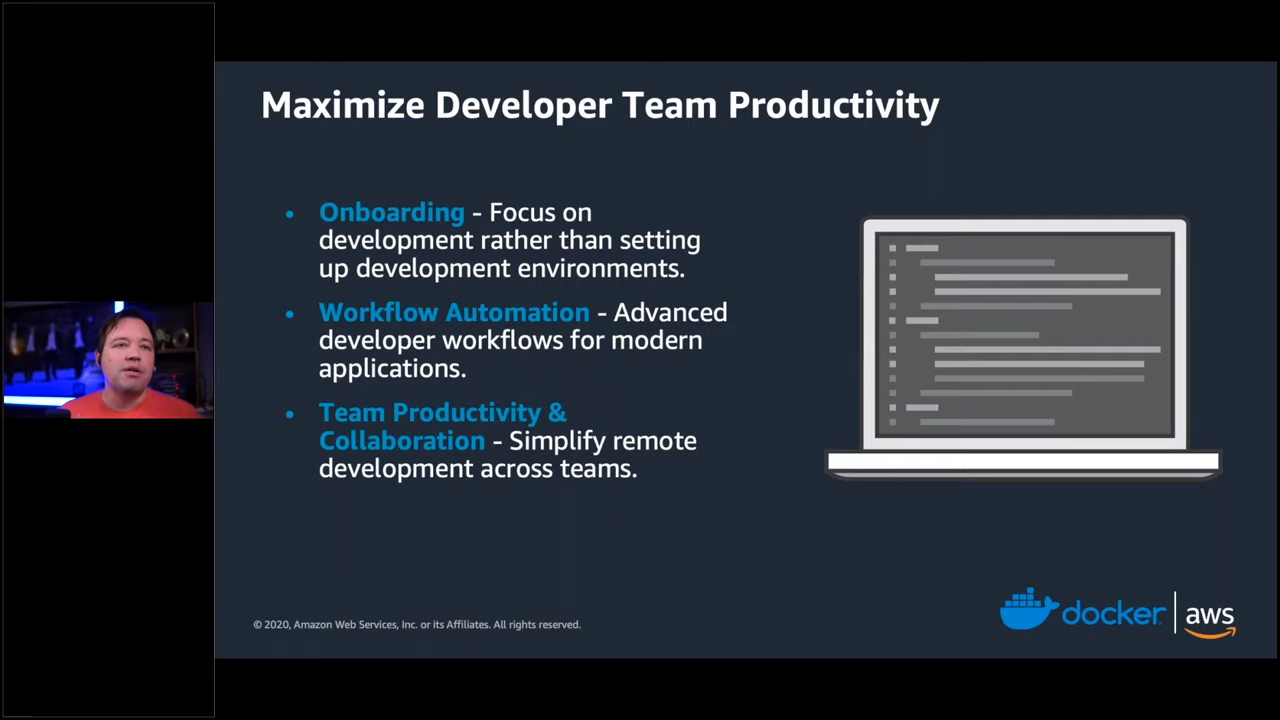 Maximize Developer Team Productivity
• Onboarding - Focus on
development rather than setting
up development environments.
• Workflow Automation - Advanced
developer workflows for modern
applications.
• Team Productivity &
Collaboration - Simplify remote
development across teams.
© 2020, Amazon Web Services, Inc. or its Affiliates. All rights reserved.
docker | aws